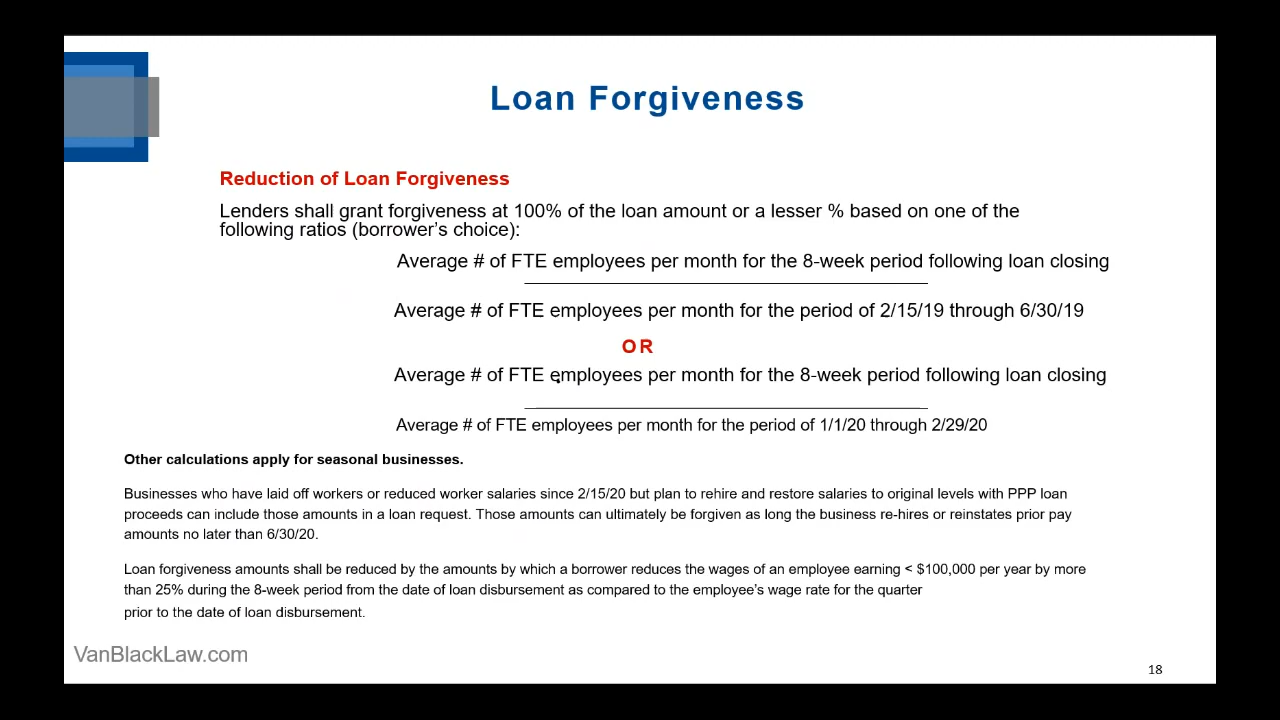 Loan Forgiveness
Reduction of Loan Forgiveness
Lenders shall grant forgiveness at 100% of the loan amount or a lesser % based on one of the
following ratios (borrower’s choice):
Average # of FTE employees per month for the 8-week period following loan closing
Average # of FTE employees per month for the period of 2/15/19 through 6/30/19
OR
Average # of FTE employees per month for the 8-week period following loan closing
Average # of FTE employees per month for the period of 1/1/20 through 2/29/20
Other calculations apply for seasonal businesses.
Businesses who have laid off workers or reduced worker salaries since 2/15/20 but plan to rehire and restore salaries to original levels with PPP loan
proceeds can include those amounts in a loan request. Those amounts can ultimately be forgiven as long the business re-hires or reinstates prior pay
amounts no later than 6/30/20.
Loan forgiveness amounts shall be reduced by the amounts by which a borrower reduces the wages of an employee earning < $100,000 per year by more
than 25% during the 8-week period from the date of loan disbursement as compared to the employee’s wage rate for the quarter
prior to the date of loan disbursement.
VanBlackLaw.com
18